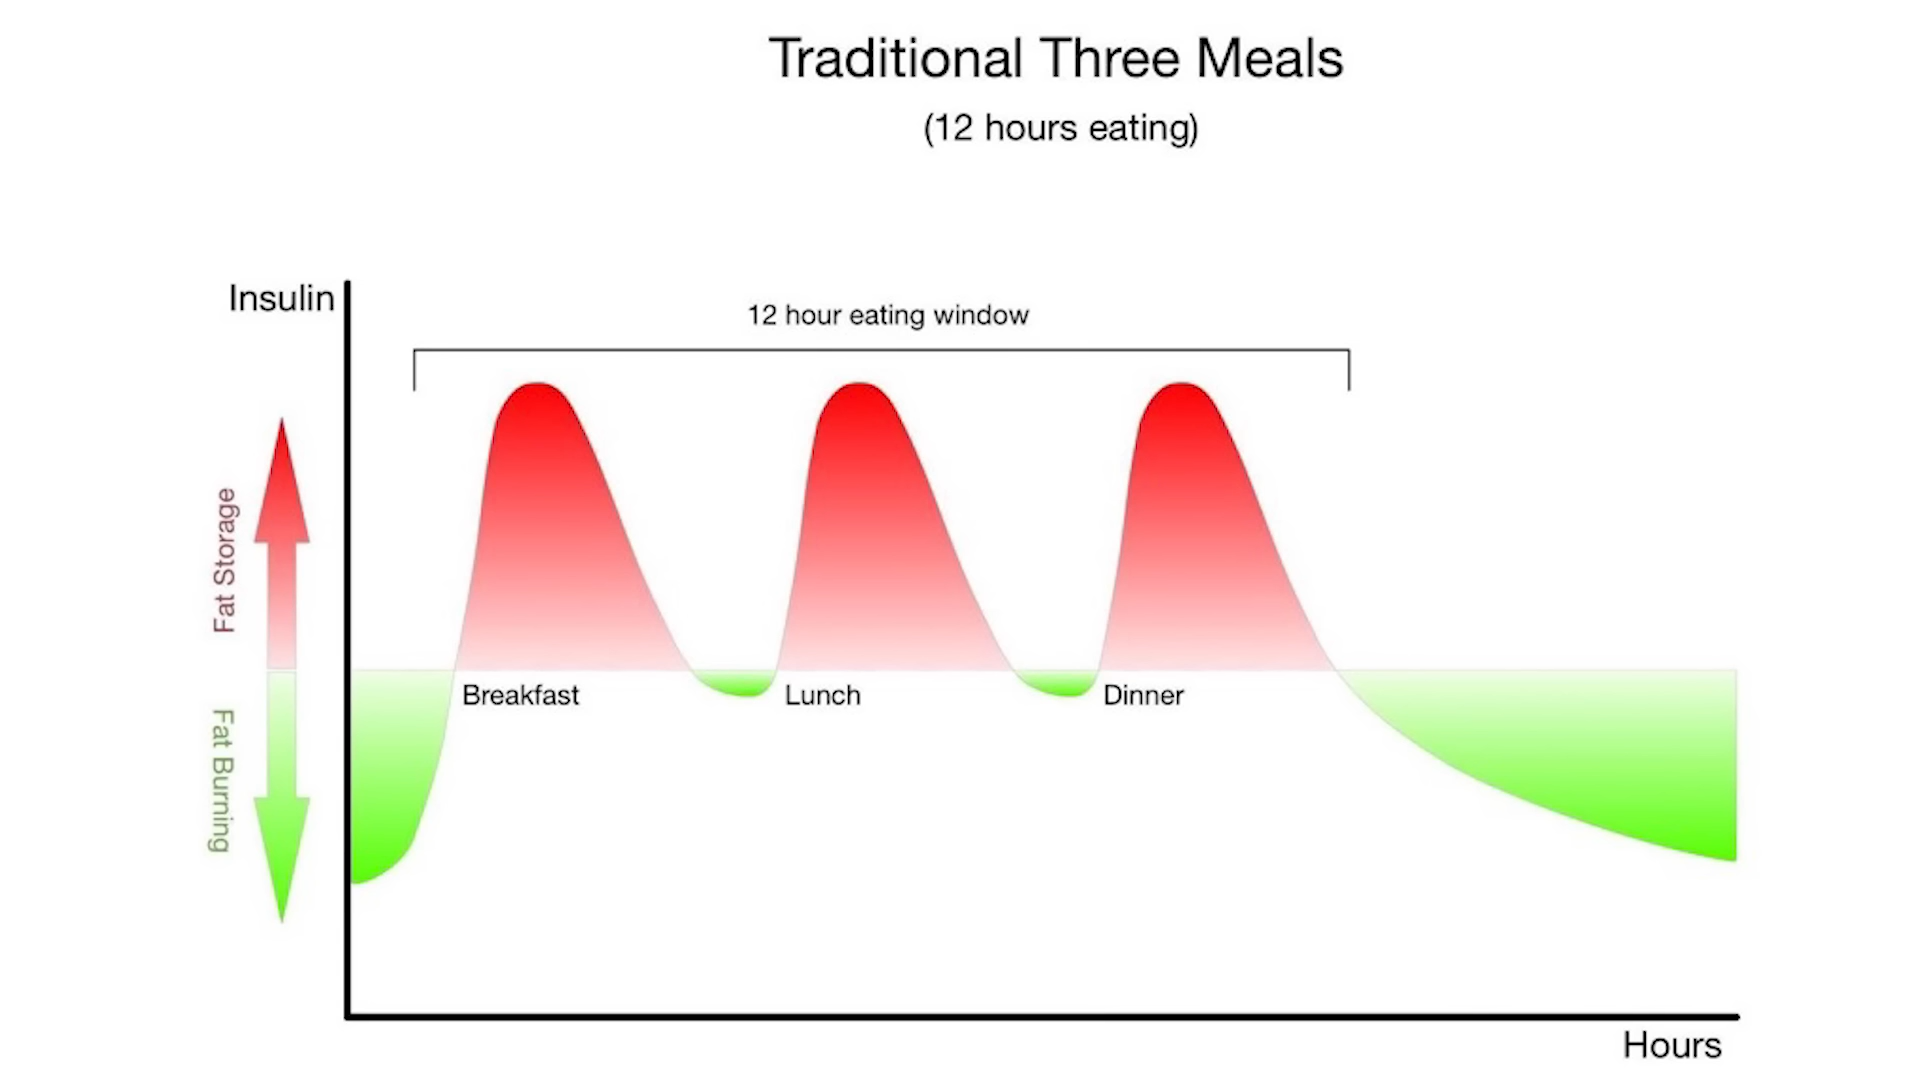 Traditional Three Meals
(12 hours eating)
Insulin
12 hour eating window
Fat Storage
Fat Burning
Breakfast
Lunch
Dinner
Hours